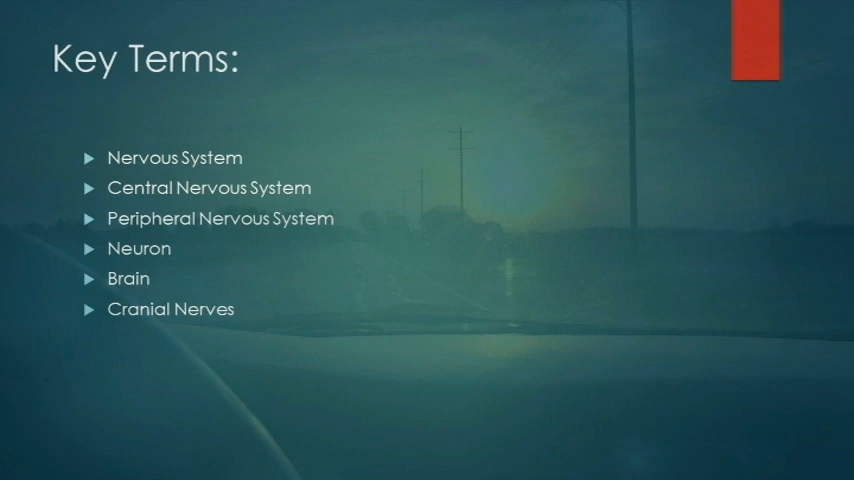 Key Terms:
Nervous System
Central Nervous System
Peripheral Nervous System
Neuron
Brain
Cranial Nerves